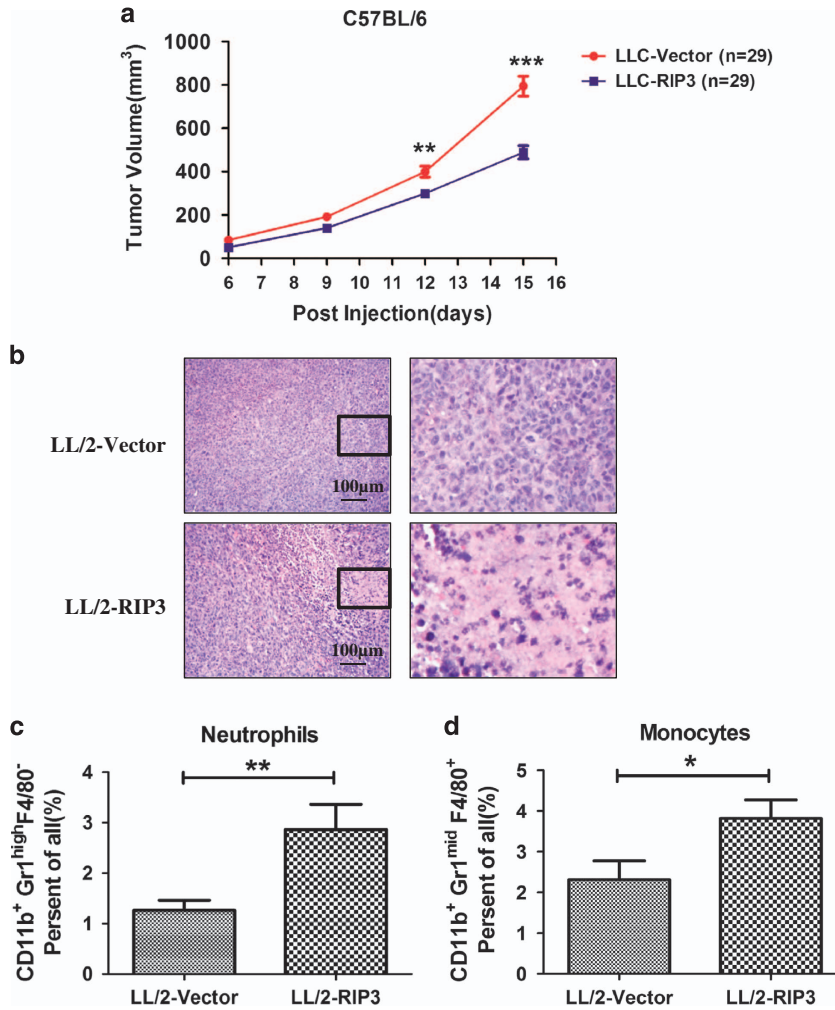 a
C57BL/6
Tumor Volume(mm³)
1000
800
600
400
200
0
**
***
6 7 8 9 10 11 12 13 14 15 16
Post Injection(days)
LLC-Vector (n=29)
LLC-RIP3 (n=29)
b
LL/2-Vector
100μm
LL/2-RIP3
100μm
c
Neutrophils
CD11b⁺ Gr1ʰⁱᵍʰF4/80⁻
Persent of all(%)
4
3
2
1
0
**
LL/2-Vector LL/2-RIP3
d
Monocytes
CD11b⁺ Gr1ᵐⁱᵈ F4/80⁺
Persent of all(%)
5
4
3
2
1
0
*
LL/2-Vector LL/2-RIP3